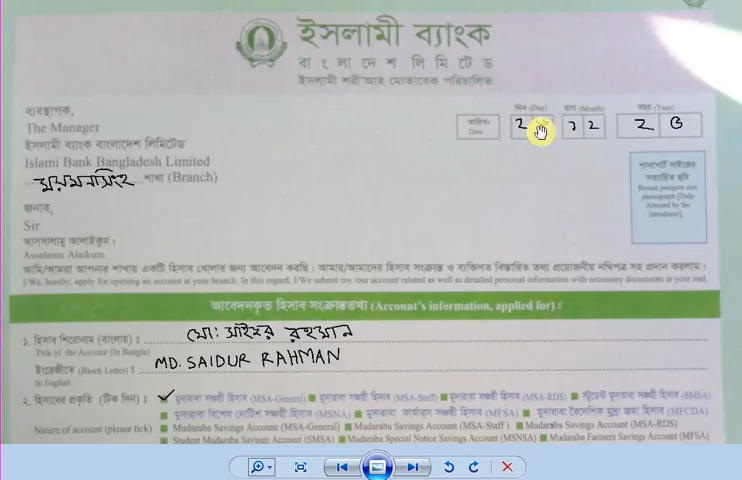 ইসলামী ব্যাংক
বাংলাদেশ লিমিটেড
ইসলামী শরী'আহ মোতাবেক পরিচালিত
দিন (Day) মাস (Month) বছর (Year)
তারিখ:
Date
2 ১২ ২০
ব্যবস্থাপক,
The Manager
ইসলামী ব্যাংক বাংলাদেশ লিমিটেড
Islami Bank Bangladesh Limited
ময়মনসিংহ শাখা (Branch)
পাসপোর্ট সাইজের
সত্যায়িত ছবি
Recent passport size
photograph [Duly
Attested by the
introducer]
জনাব,
Sir
আস্সালামু আলাইকুম।
Assalamu Alaikum.
আমি/আমরা আপনার শাখায় একটি হিসাব খোলার জন্য আবেদন করছি। আমার/আমাদের হিসাব সংক্রান্ত ও ব্যক্তিগত বিস্তারিত তথ্য প্রয়োজনীয় নথিপত্র সহ প্রদান করলাম।
I/We, hereby, apply for opening an account at your branch. In this regard, I/We submit my/our account related as well as detailed personal information with necessary documents at your end.
আবেদনকৃত হিসাব সংক্রান্ততথ্য (Account's information, applied for) :
১. হিসাব শিরোনাম (বাংলায়) : মো: সাইদুর রহমান
Title of the Account (In Bangla)
ইংরেজীতে (Block Letter) : MD. SAIDUR RAHMAN
In English
২. হিসাবের প্রকৃতি (টিক দিন) মুদারাবা সঞ্চয়ী হিসাব (MSA-General) মুদারাবা সঞ্চয়ী হিসাব (MSA-Staff) মুদারাবা সঞ্চয়ী হিসাব (MSA-RDS) স্টুডেন্ট মুদারাবা সঞ্চয়ী হিসাব (SMSA)
মুদারাবা বিশেষ নোটিশ সঞ্চয়ী হিসাব (MSNA) মুদারাবা ফার্মারস সঞ্চয়ী হিসাব (MFSA) মুদারাবা বৈদেশিক মুদ্রা জমা হিসাব (MFCDA)
Nature of account (please tick) Mudaraba Savings Account (MSA-General) Mudaraba Savings Account (MSA-Staff) Mudaraba Savings Account (MSA-RDS)
Student Mudaraba Savings Account (SMSA) Mudaraba Special Notice Savings Account (MSNSA) Mudaraba Farmers Savings Account (MFSA)